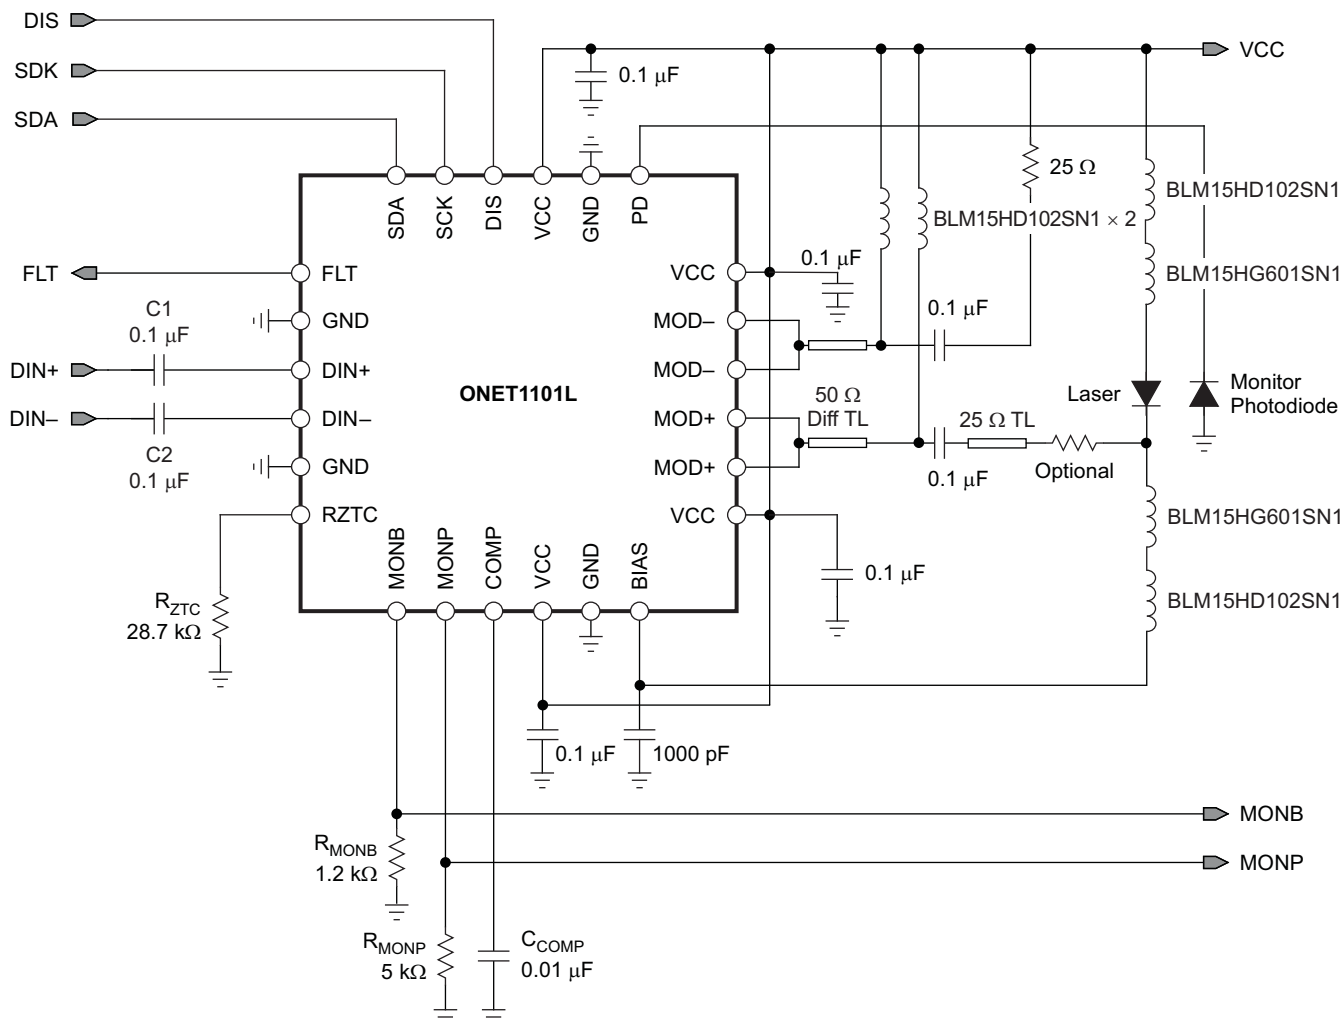 DIS
SDK
SDA
VCC
0.1 μF
25 Ω
BLM15HD102SN1
BLM15HD102SN1 × 2
BLM15HG601SN1
SDA
SCK
DIS
VCC
GND
PD
FLT
FLT
VCC
0.1 μF
C1
0.1 μF
GND
MOD–
0.1 μF
DIN+
DIN+
ONET1101L
MOD–
Laser
Monitor
Photodiode
DIN–
DIN–
MOD+
50 Ω
Diff TL
25 Ω TL
C2
0.1 μF
GND
MOD+
0.1 μF
Optional
RZTC
VCC
BLM15HG601SN1
MONB
MONP
COMP
VCC
GND
BIAS
0.1 μF
BLM15HD102SN1
RZTC
28.7 kΩ
0.1 μF
1000 pF
MONB
RMONB
1.2 kΩ
MONP
RMONP
5 kΩ
CCOMP
0.01 μF